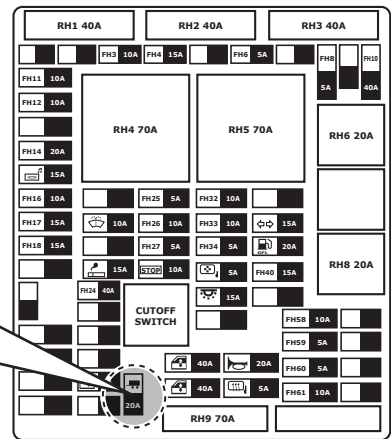 RH1 40A RH2 40A RH3 40A
FH3 10A FH4 15A FH6 5A
FH8 5A
FH10 40A
FH11 10A
FH12 10A
RH4 70A RH5 70A
RH6 20A
FH14 20A
15A
FH16 10A FH25 5A FH32 10A
FH17 15A 10A FH26 10A FH33 10A 15A
FH18 15A FH27 5A FH34 5A GFL 20A
15A STOP 10A 5A FH40 15A
RH8 20A
FH24 40A 15A
CUTOFF
SWITCH
FH58 10A
FH59 5A
40A 20A FH60 5A
40A 5A FH61 10A
20A
RH9 70A